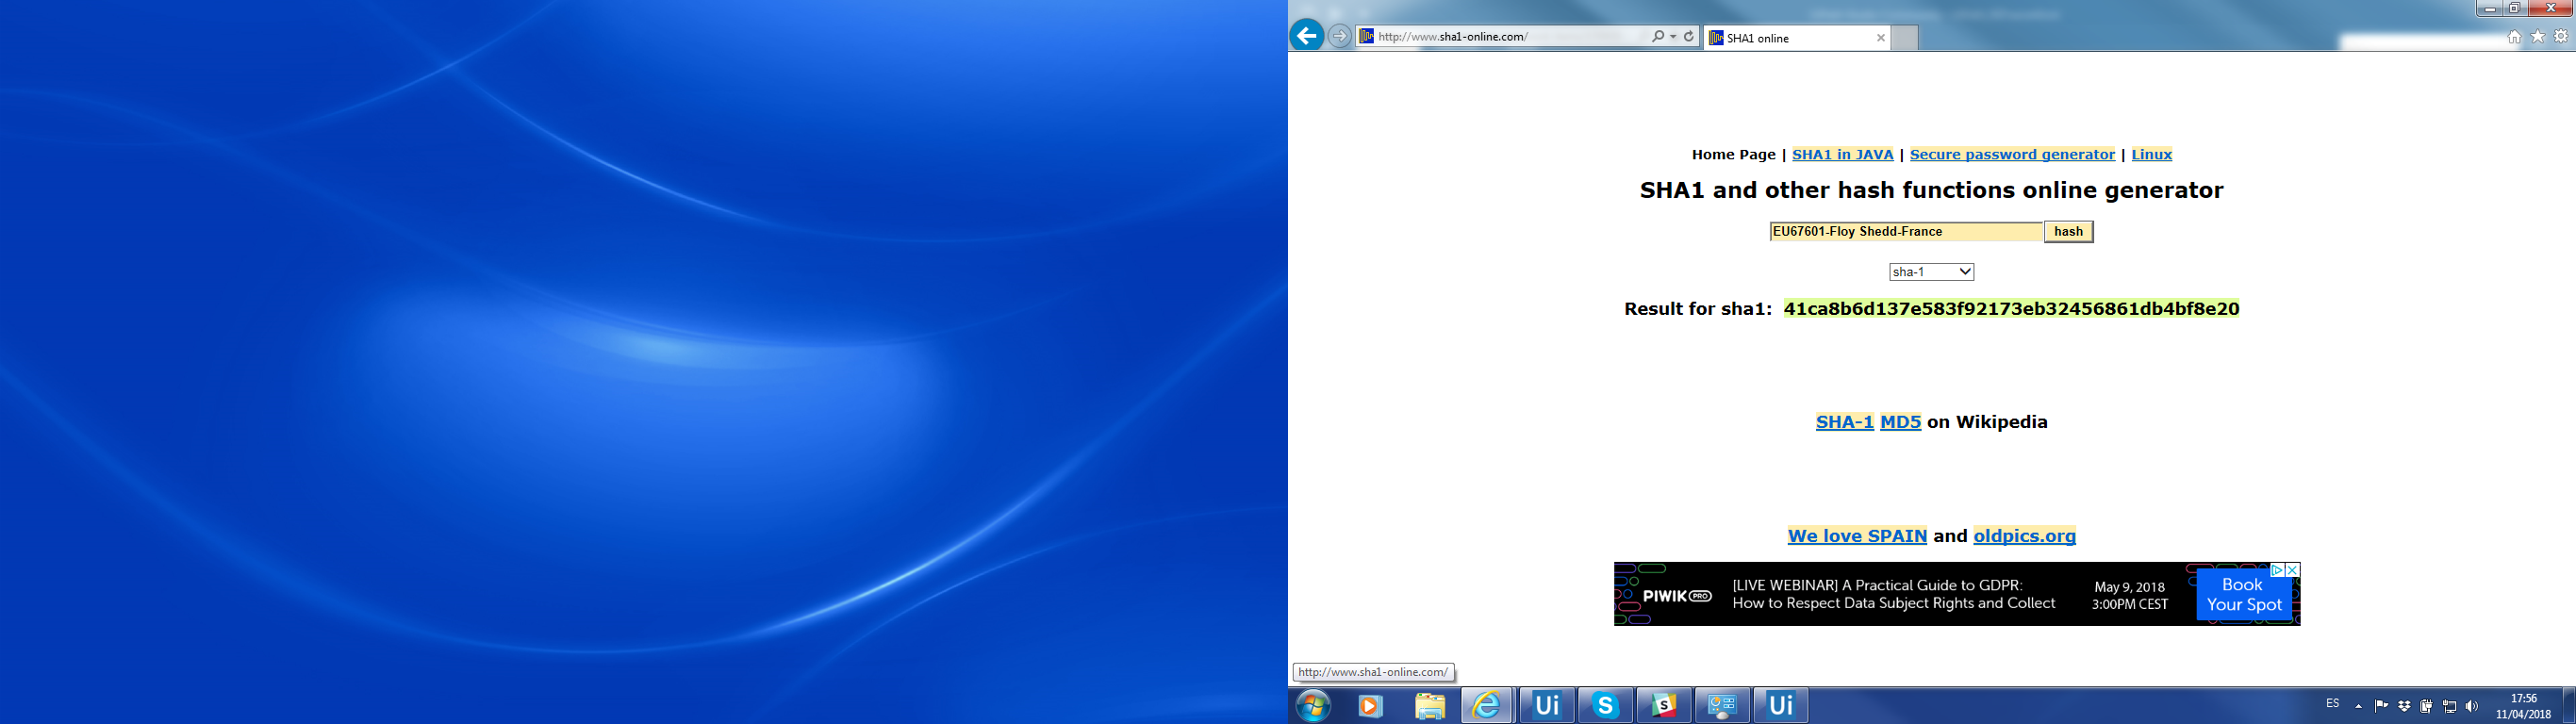 http://www.sha1-online.com/
SHA1 online
Home Page | SHA1 in JAVA | Secure password generator | Linux
SHA1 and other hash functions online generator
EU67601-Floy Shedd-France
hash
sha-1
Result for sha1: 41ca8b6d137e583f92173eb32456861db4bf8e20
SHA-1 MD5 on Wikipedia
We love SPAIN and oldpics.org
PIWIK PRO
[LIVE WEBINAR] A Practical Guide to GDPR:
How to Respect Data Subject Rights and Collect
May 9, 2018
3:00PM CEST
Book
Your Spot
http://www.sha1-online.com/
Ui
S
S
Ui
ES
17:56
11/04/2018